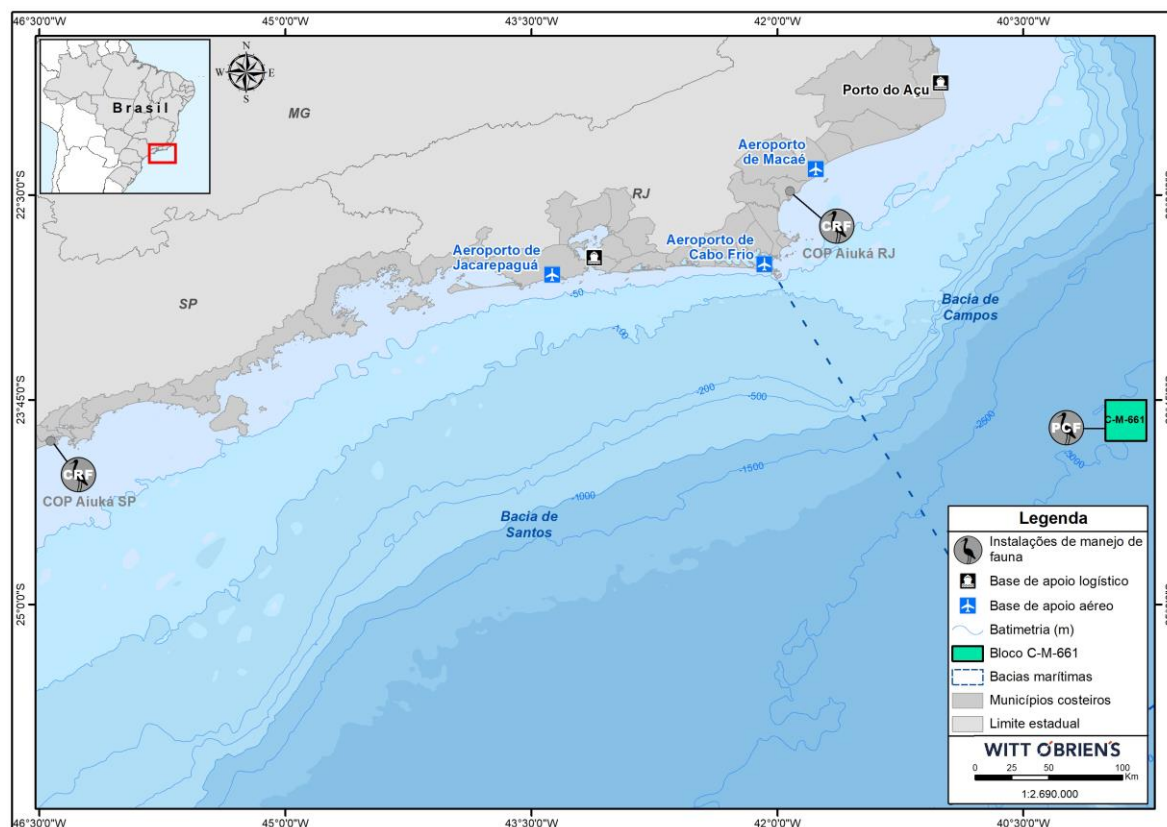 46°30'0"O
45°0'0"O
43°30'0"O
42°0'0"O
40°30'0"O
Brasil
N
W
E
S
MG
Porto do Açu
Aeroporto
de Macaé
22°30'0"S
RJ
CRF
COP Aiuká RJ
Aeroporto de
Jacarepaguá
Aeroporto de
Cabo Frio
SP
-50
-100
Bacia de
Campos
-200
-500
23°45'0"S
C-M-661
PCF
-2500
-3000
CRF
COP Aiuká SP
-1500
-1000
Bacia de
Santos
25°0'0"S
Legenda
Instalações de manejo de
fauna
Base de apoio logístico
Base de apoio aéreo
Batimetria (m)
Bloco C-M-661
Bacias marítimas
Municípios costeiros
Limite estadual
WITT O'BRIEN'S
0 25 50 100
Km
1:2.690.000
46°30'0"O
45°0'0"O
43°30'0"O
42°0'0"O
40°30'0"O